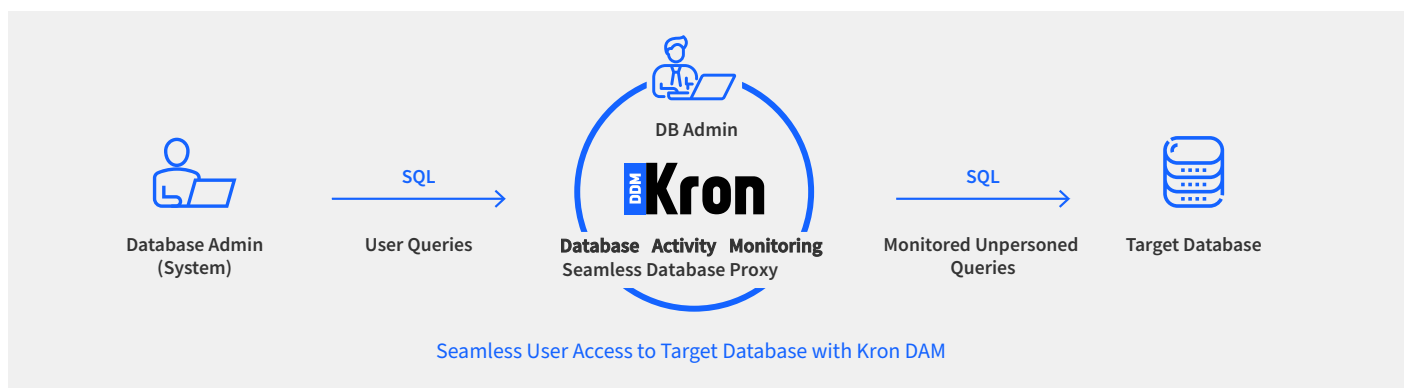 DB Admin
DDM Kron
SQL
SQL
Database Admin
(System)
User Queries
Database Activity Monitoring
Seamless Database Proxy
Monitored Unpersoned
Queries
Target Database
Seamless User Access to Target Database with Kron DAM